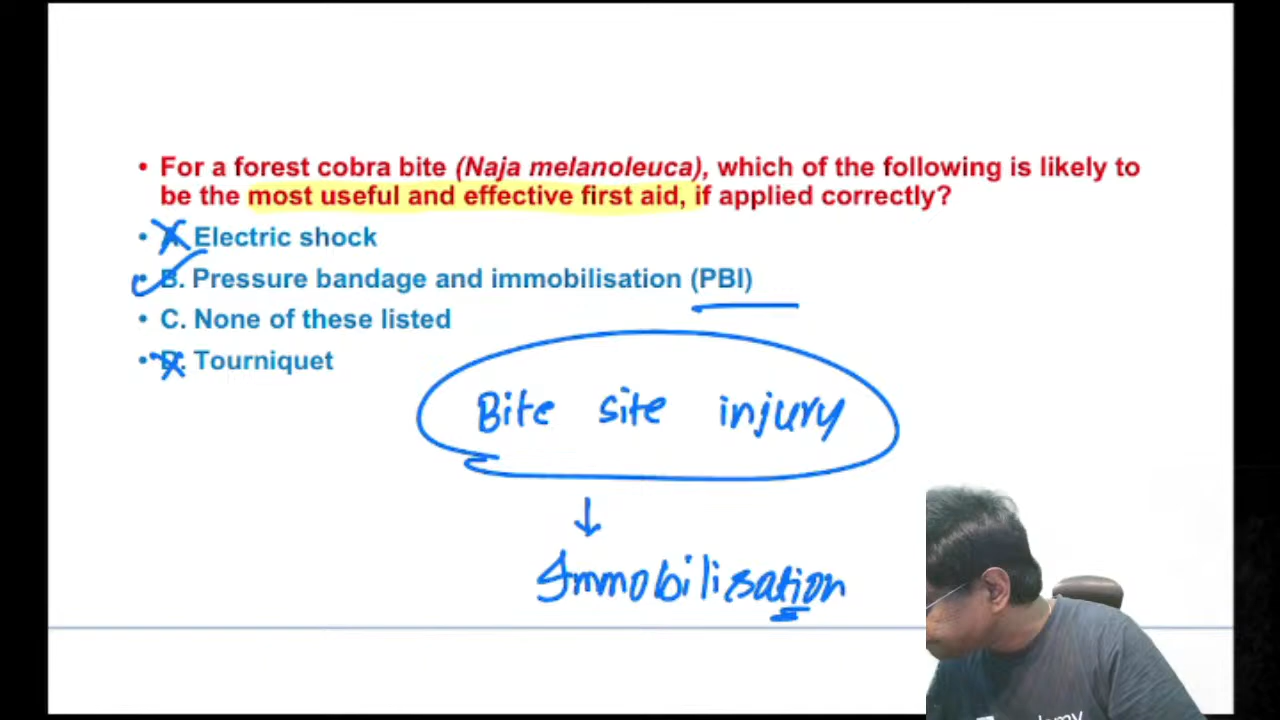 • For a forest cobra bite (Naja melanoleuca), which of the following is likely to
be the most useful and effective first aid, if applied correctly?
• A. Electric shock
• B. Pressure bandage and immobilisation (PBI)
• C. None of these listed
• D. Tourniquet
Bite site injury
↓
Immobilisation